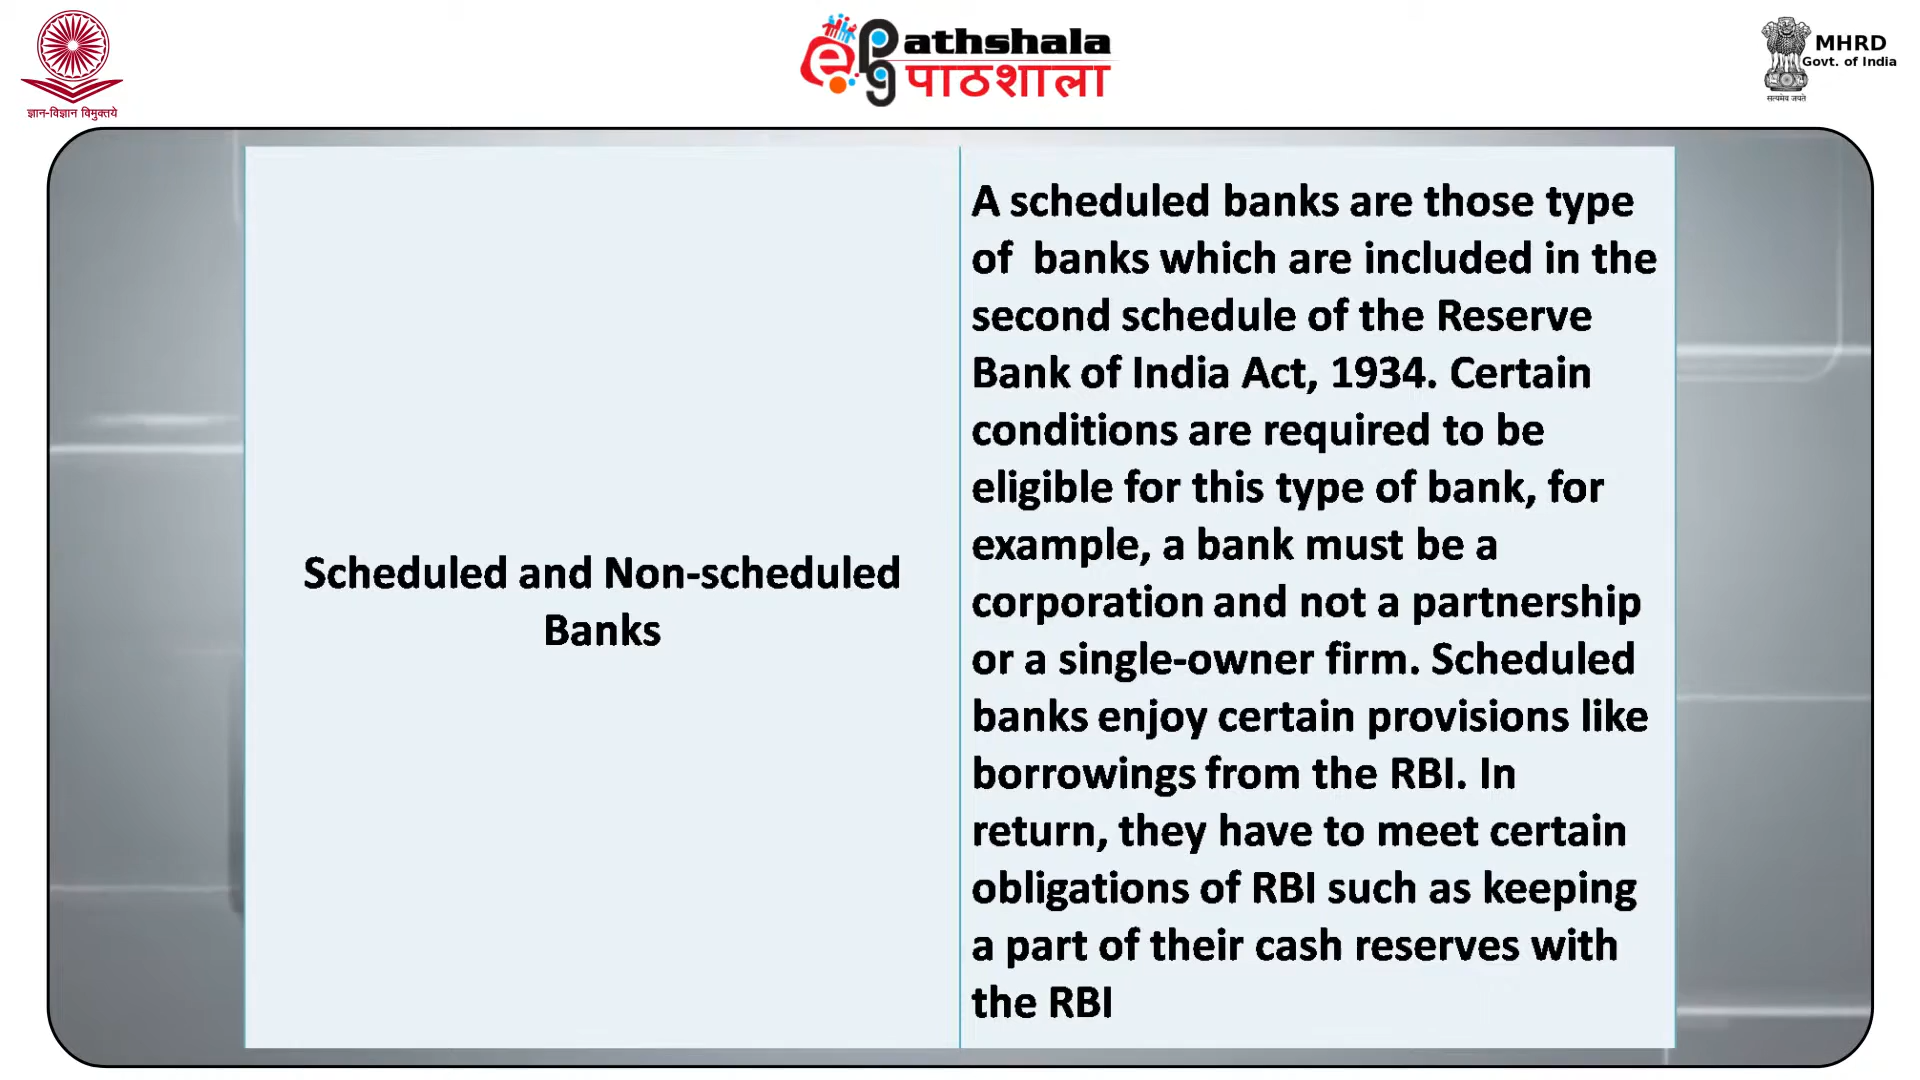 ज्ञान-विज्ञान विमुक्तये
e
Pg
athshala
पाठशाला
सत्यमेव जयते
MHRD
Govt. of India
Scheduled and Non-scheduled
Banks
A scheduled banks are those type
of  banks which are included in the
second schedule of the Reserve
Bank of India Act, 1934. Certain
conditions are required to be
eligible for this type of bank, for
example, a bank must be a
corporation and not a partnership
or a single-owner firm. Scheduled
banks enjoy certain provisions like
borrowings from the RBI. In
return, they have to meet certain
obligations of RBI such as keeping
a part of their cash reserves with
the RBI